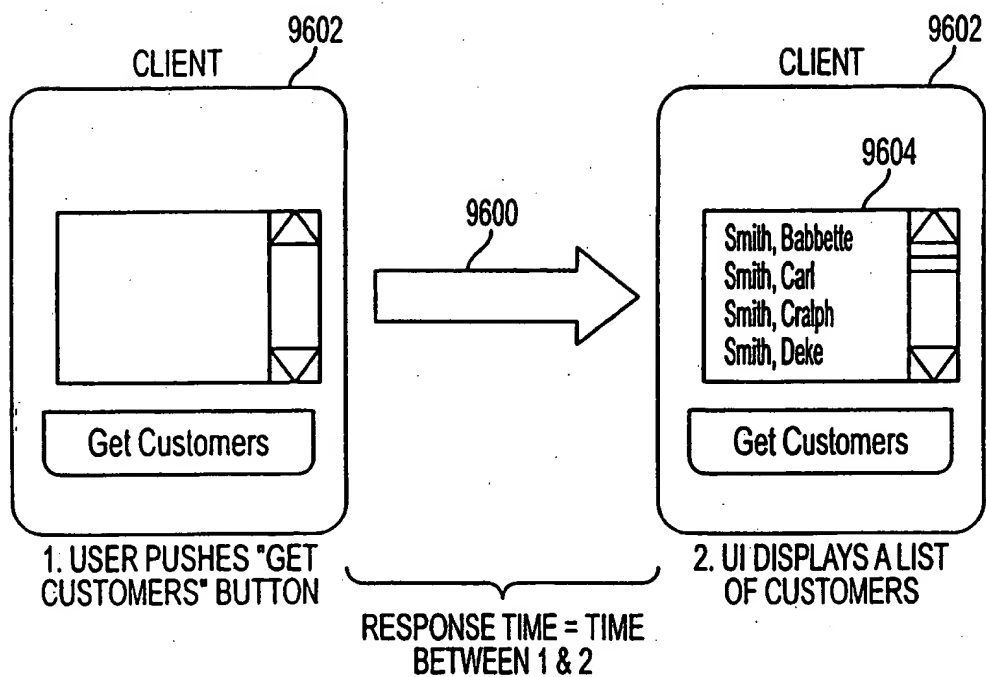 9602
CLIENT
Get Customers
1. USER PUSHES "GET
CUSTOMERS" BUTTON
9600
RESPONSE TIME = TIME
BETWEEN 1 & 2
9602
CLIENT
9604
Smith, Babbette
Smith, Carl
Smith, Cralph
Smith, Deke
Get Customers
2. UI DISPLAYS A LIST
OF CUSTOMERS